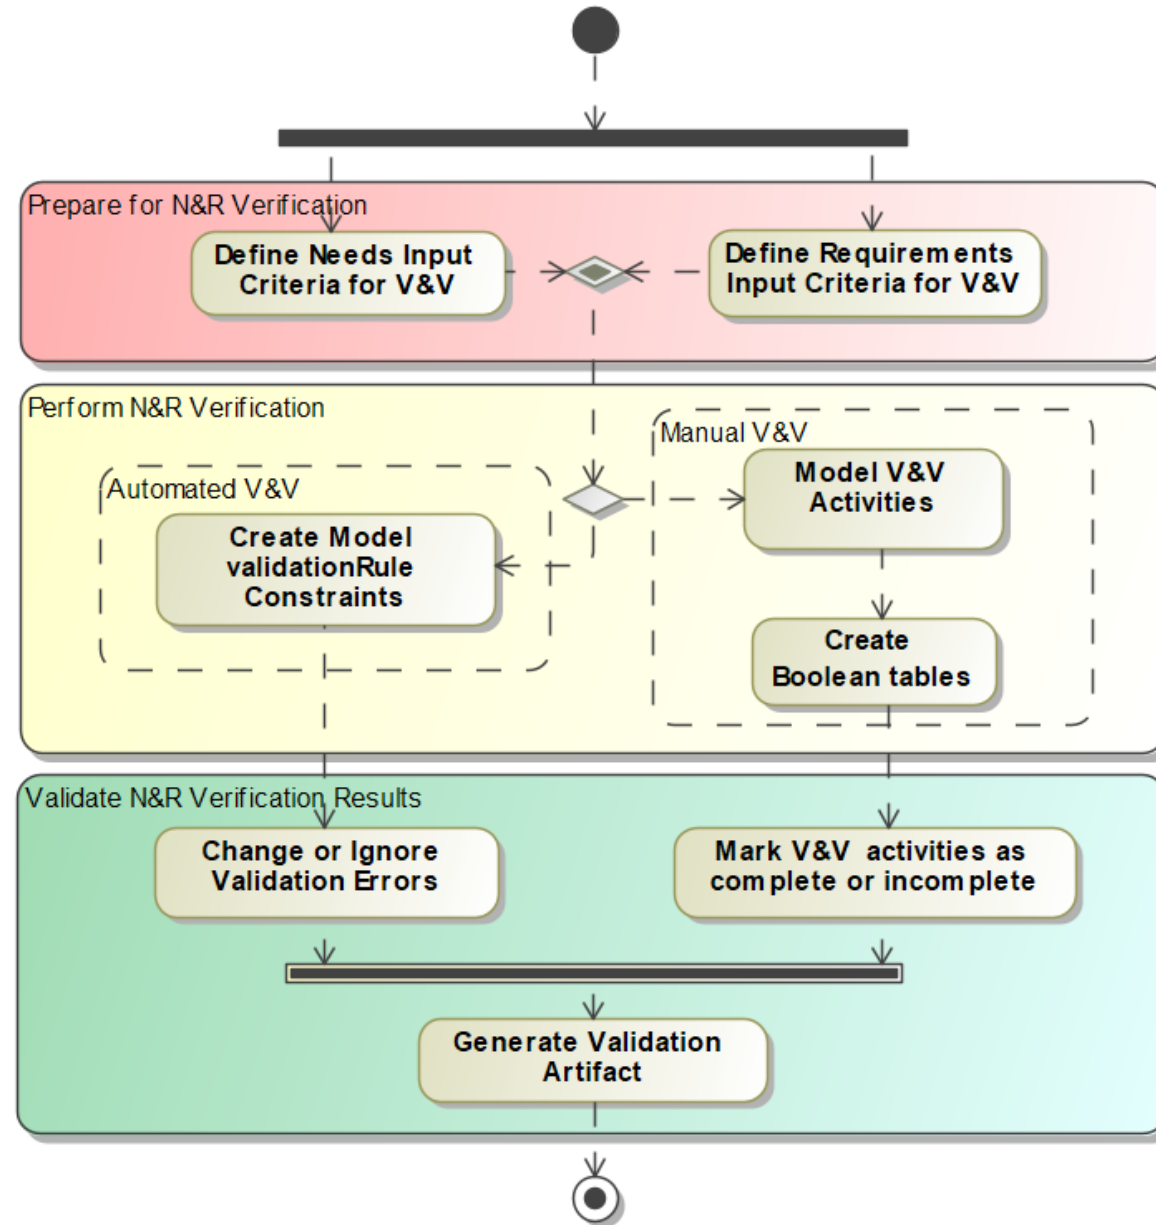 Prepare for N&R Verification
Define Needs Input
Criteria for V&V
Define Requirements
Input Criteria for V&V
Perform N&R Verification
Manual V&V
Model V&V
Activities
Automated V&V
Create Model
validationRule
Constraints
Create
Boolean tables
Validate N&R Verification Results
Change or Ignore
Validation Errors
Mark V&V activities as
complete or incomplete
Generate Validation
Artifact